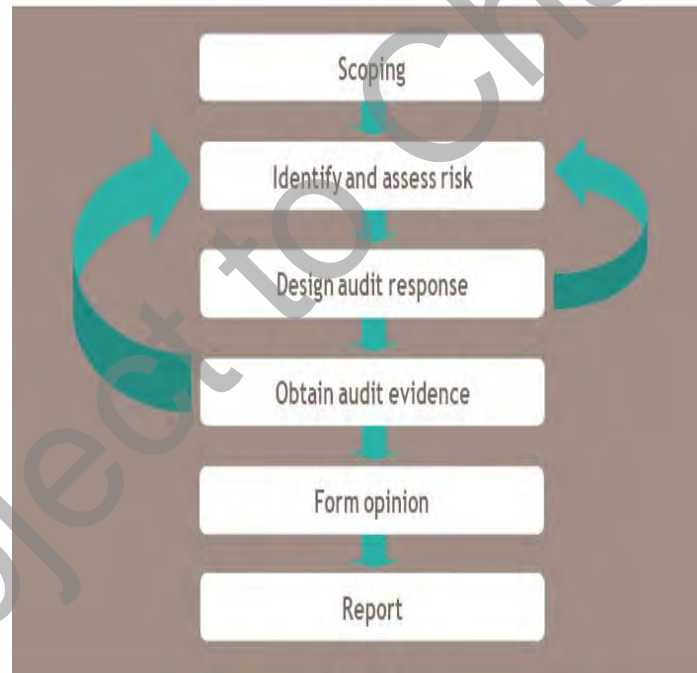 Scoping
Identify and assess risk
Design audit response
Obtain audit evidence
Form opinion
Report